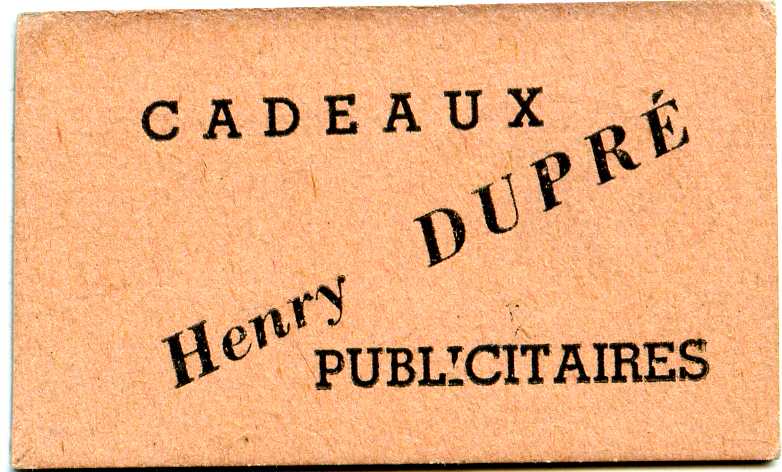 CADEAUX
Henry DUPRÉ
PUBLICITAIRES